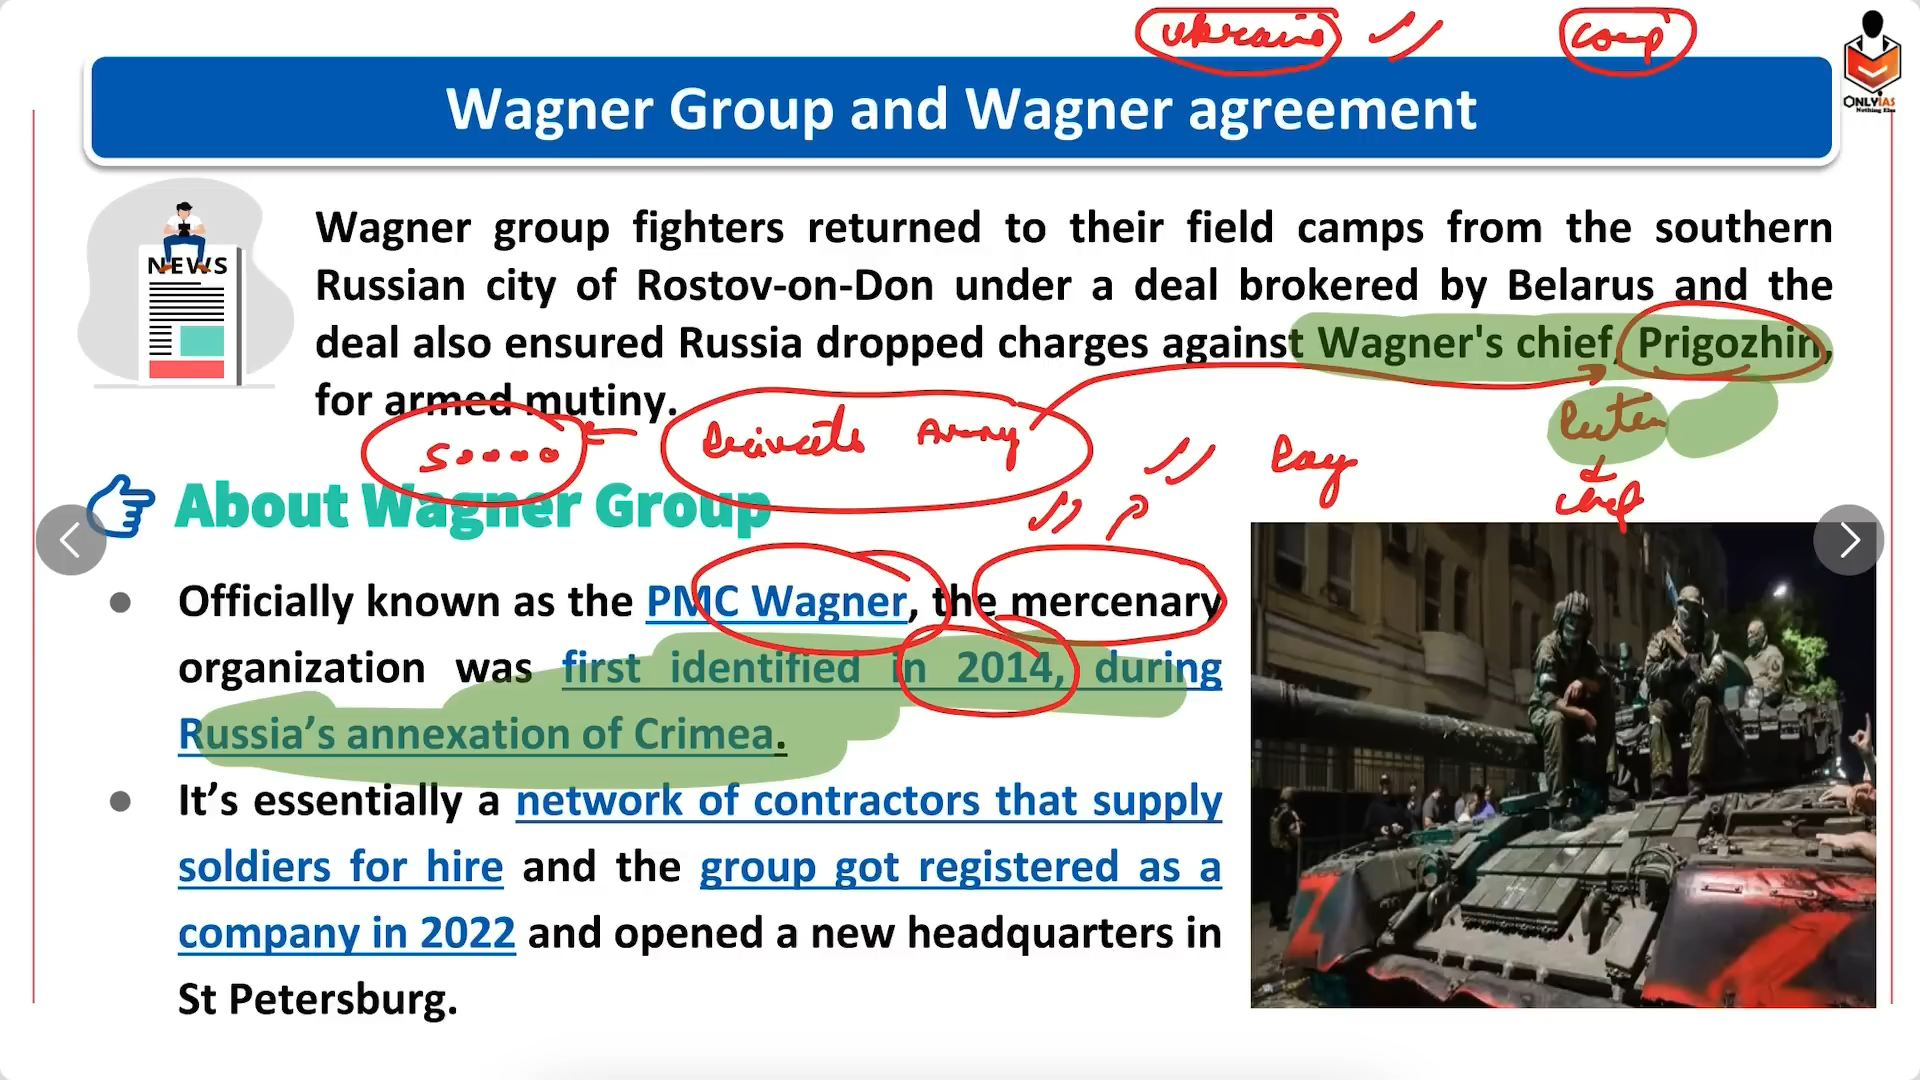 Ukraine coup
Wagner Group and Wagner agreement
ONLYIAS
Nothing Else
NEWS
Wagner group fighters returned to their field camps from the southern
Russian city of Rostov-on-Don under a deal brokered by Belarus and the
deal also ensured Russia dropped charges against Wagner's chief, Prigozhin,
for armed mutiny.
50000 Private Army Pay Putin
chef
About Wagner Group
P
Officially known as the PMC Wagner, the mercenary
organization was first identified in 2014, during
Russia’s annexation of Crimea.
It’s essentially a network of contractors that supply
soldiers for hire and the group got registered as a
company in 2022 and opened a new headquarters in
St Petersburg.
Z
Z